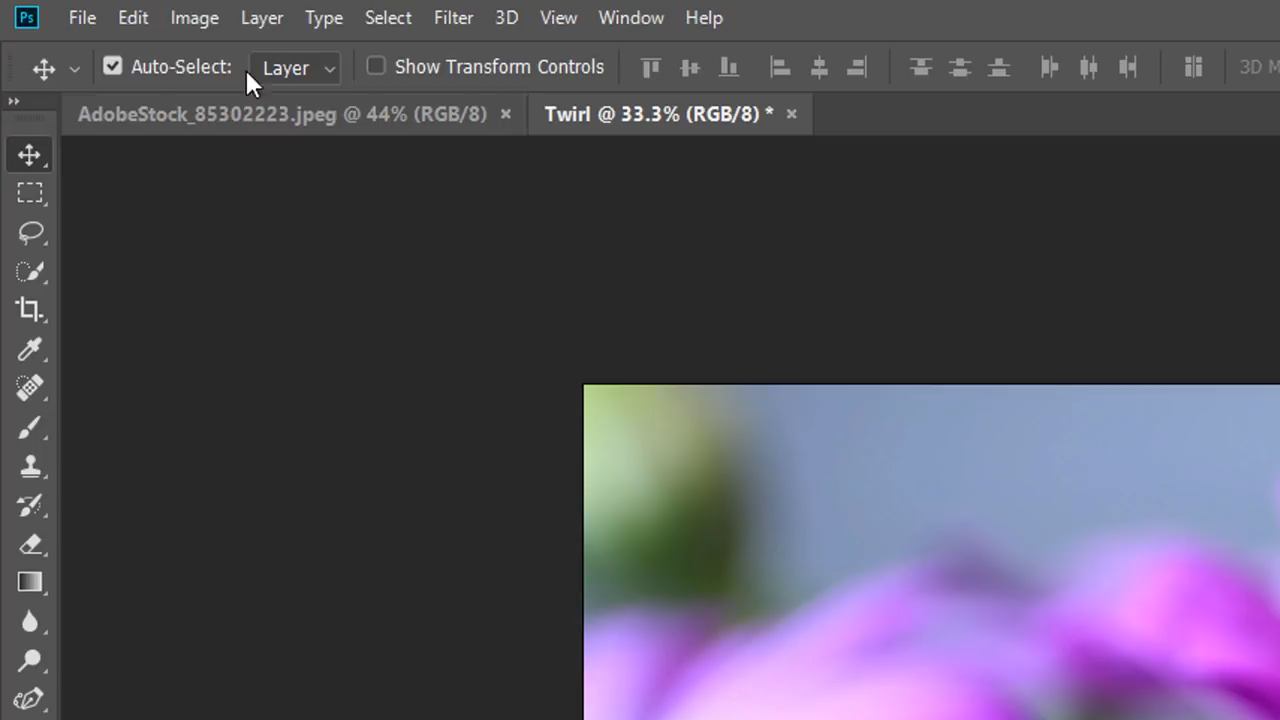 Ps File Edit Image Layer Type Select Filter 3D View Window Help
Auto-Select: Layer Show Transform Controls 3D M
AdobeStock_85302223.jpeg @ 44% (RGB/8) × Twirl @ 33.3% (RGB/8) * ×